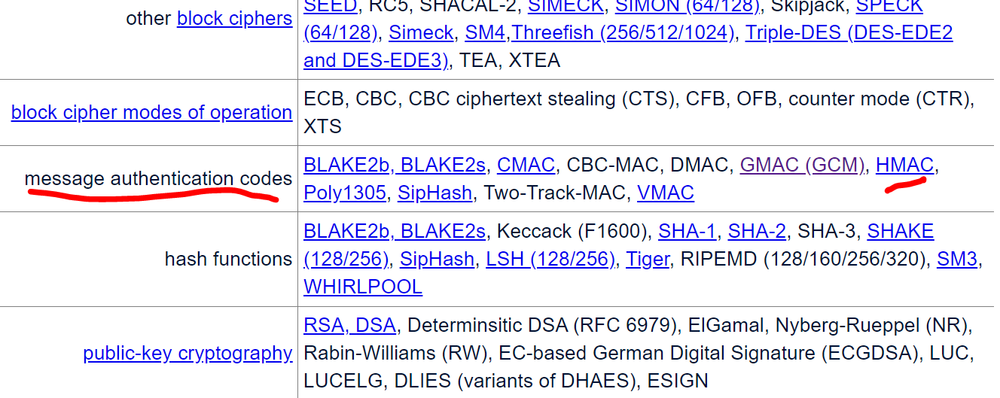 SEED, RC5, SHACAL-2, SIMECK, SIMON (64/128), Skipjack, SPECK
other block ciphers
(64/128), Simeck, SM4,Threefish (256/512/1024), Triple-DES (DES-EDE2
and DES-EDE3), TEA, XTEA
block cipher modes of operation
ECB, CBC, CBC ciphertext stealing (CTS), CFB, OFB, counter mode (CTR),
XTS
message authentication codes
BLAKE2b, BLAKE2s, CMAC, CBC-MAC, DMAC, GMAC (GCM), HMAC,
Poly1305, SipHash, Two-Track-MAC, VMAC
hash functions
BLAKE2b, BLAKE2s, Keccack (F1600), SHA-1, SHA-2, SHA-3, SHAKE
(128/256), SipHash, LSH (128/256), Tiger, RIPEMD (128/160/256/320), SM3,
WHIRLPOOL
public-key cryptography
RSA, DSA, Determinsitic DSA (RFC 6979), ElGamal, Nyberg-Rueppel (NR),
Rabin-Williams (RW), EC-based German Digital Signature (ECGDSA), LUC,
LUCELG, DLIES (variants of DHAES), ESIGN